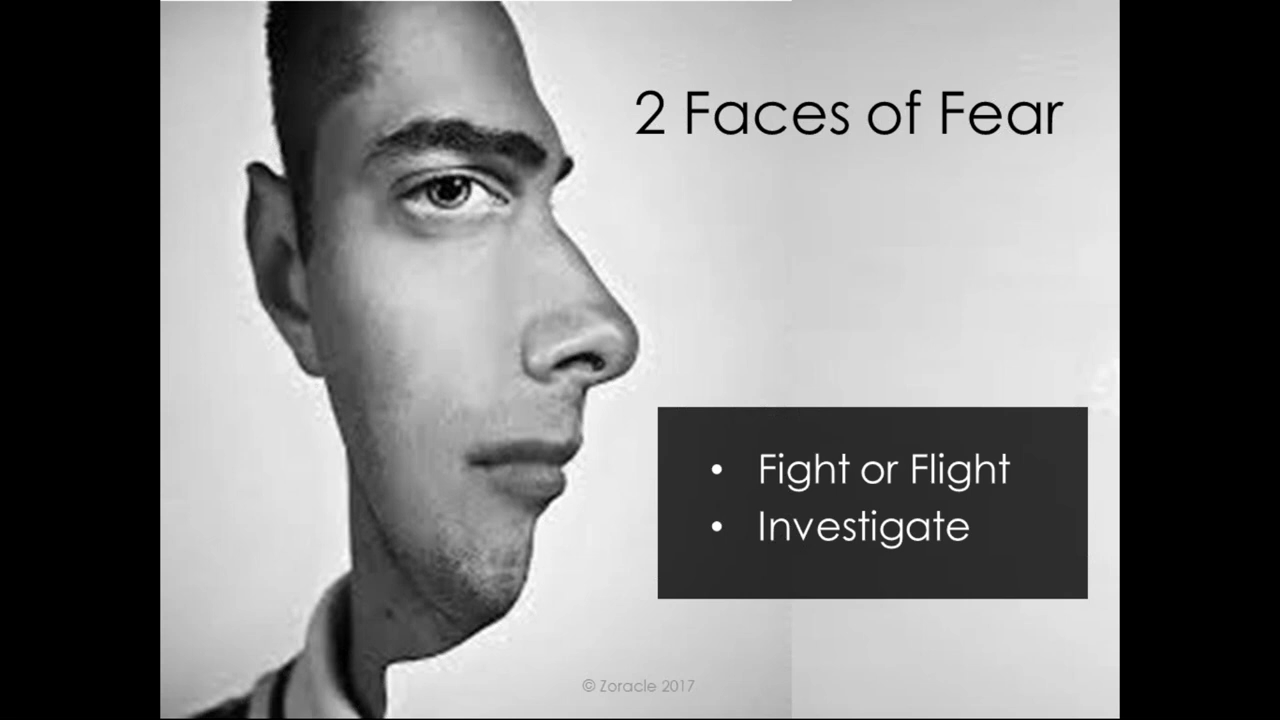 2 Faces of Fear
• Fight or Flight
• Investigate
© Zoracle 2017